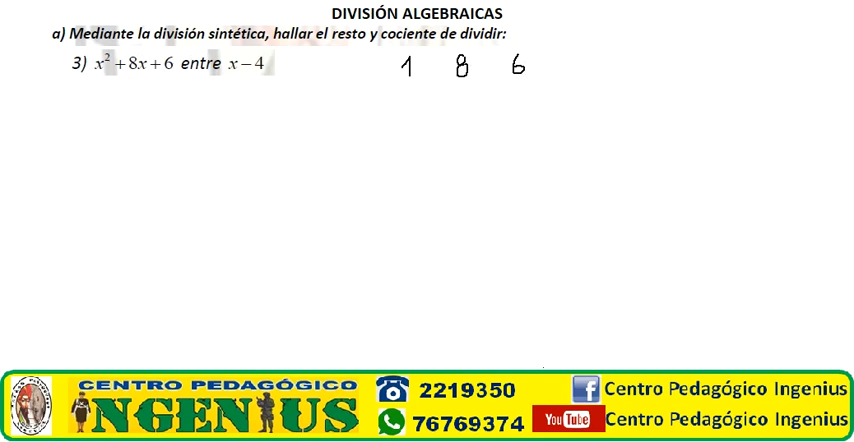 DIVISIÓN ALGEBRAICAS
a) Mediante la división sintética, hallar el resto y cociente de dividir:
3) x² + 8x + 6 entre x − 4 1 8 6
CENTRO PEDAGÓGICO
INGENIUS
2219350
76769374
f Centro Pedagógico Ingenius
YouTube Centro Pedagógico Ingenius